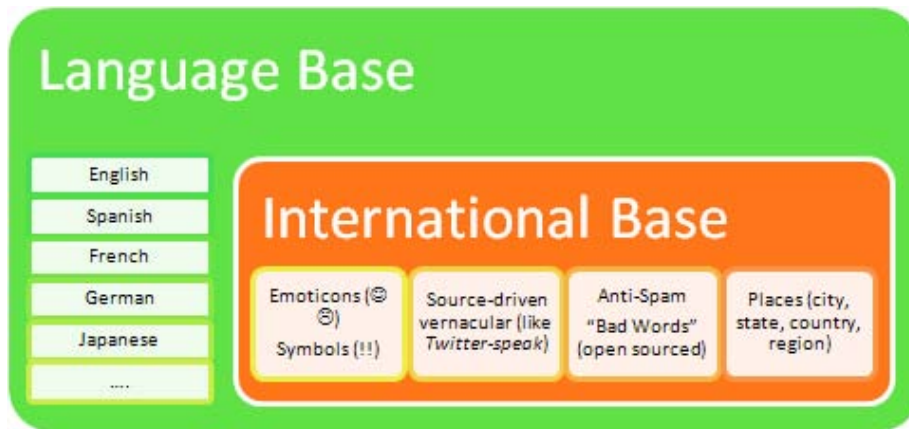 Language Base
English
Spanish
French
German
Japanese
....
International Base
Emoticons (☺
☹)
Symbols (!!)
Source-driven
vernacular (like
Twitter-speak)
Anti-Spam
“Bad Words”
(open sourced)
Places (city,
state, country,
region)